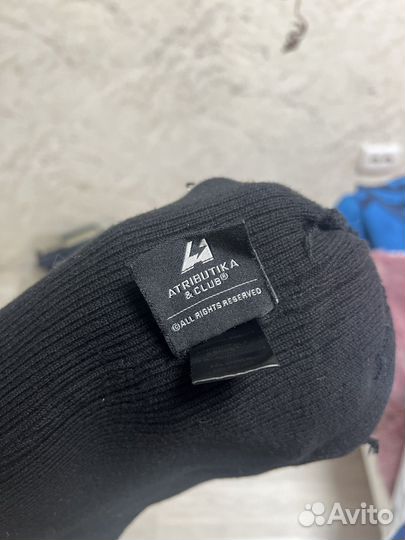 ATRIBUTIKA
& CLUB®
©ALL RIGHTS RESERVED
Avito